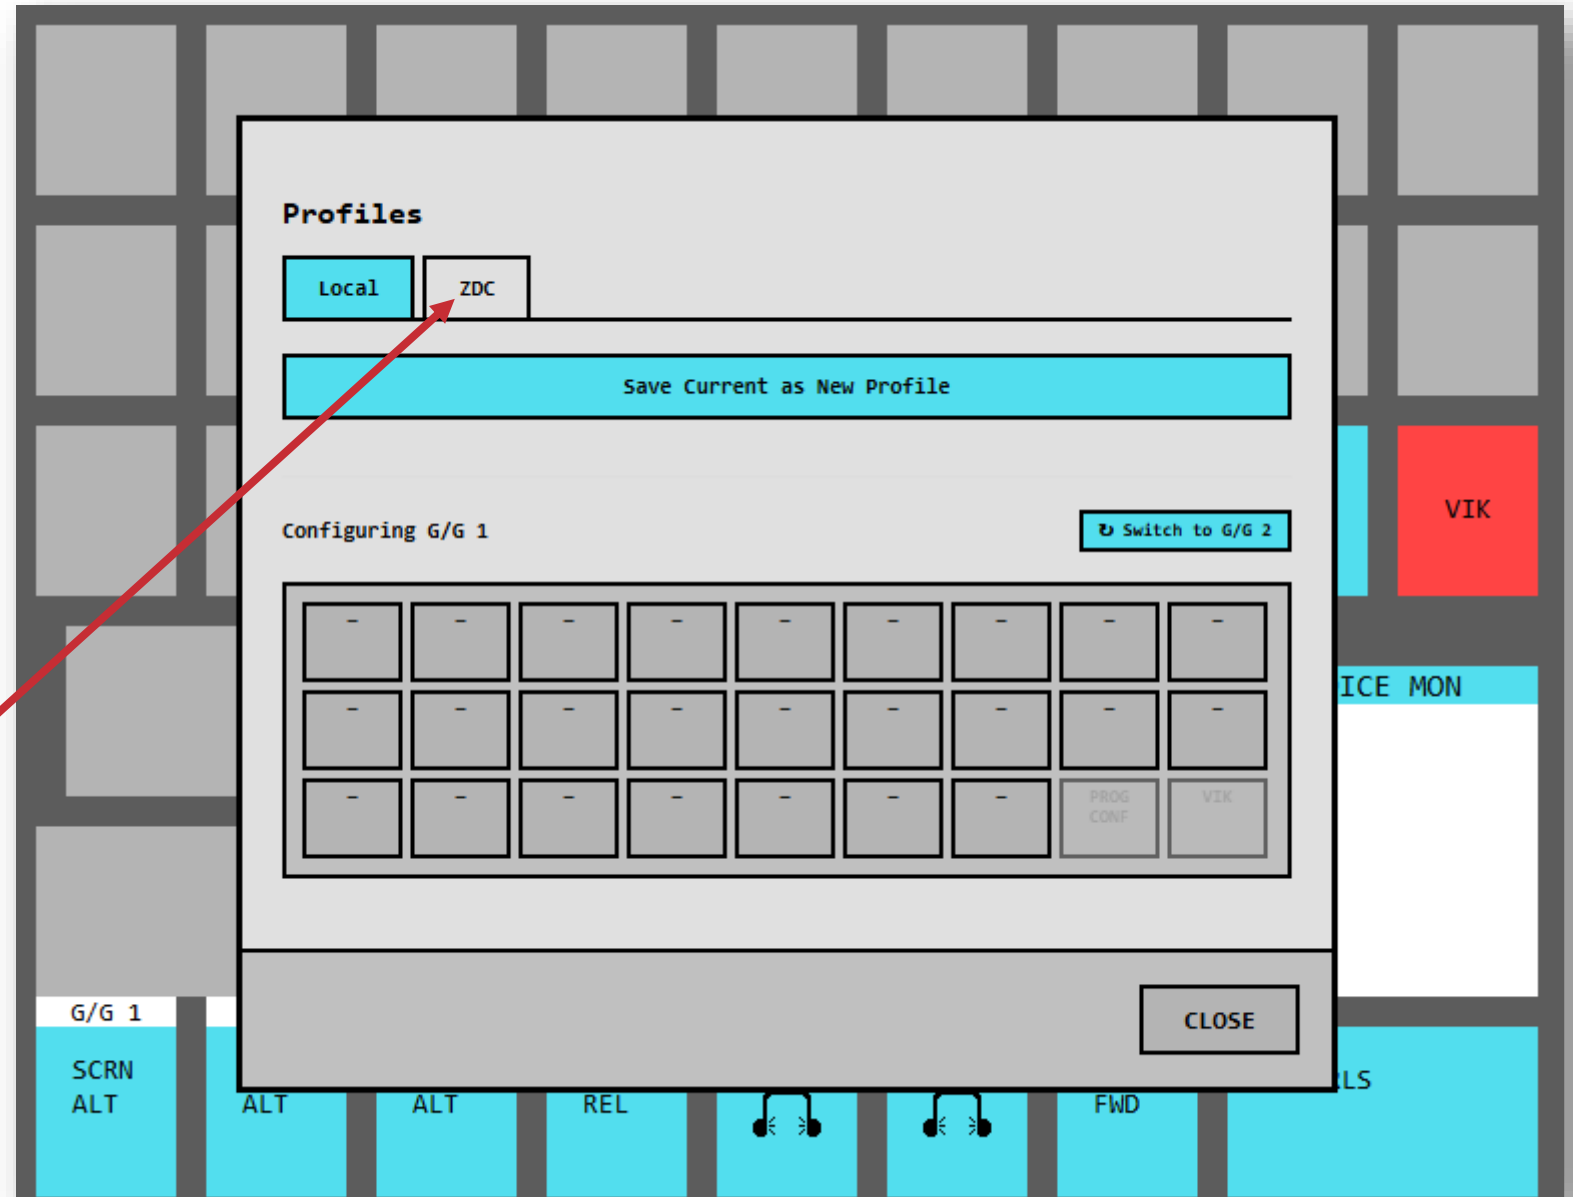 Profiles
Local ZDC
Save Current as New Profile
VIK
Configuring G/G 1 ↻ Switch to G/G 2
– – – – – – – – –
ICE MON
– – – – – – – – –
– – – – – – – PROG VIK
CONF
G/G 1
CLOSE
SCRN
RLS
ALT ALT ALT REL FWD